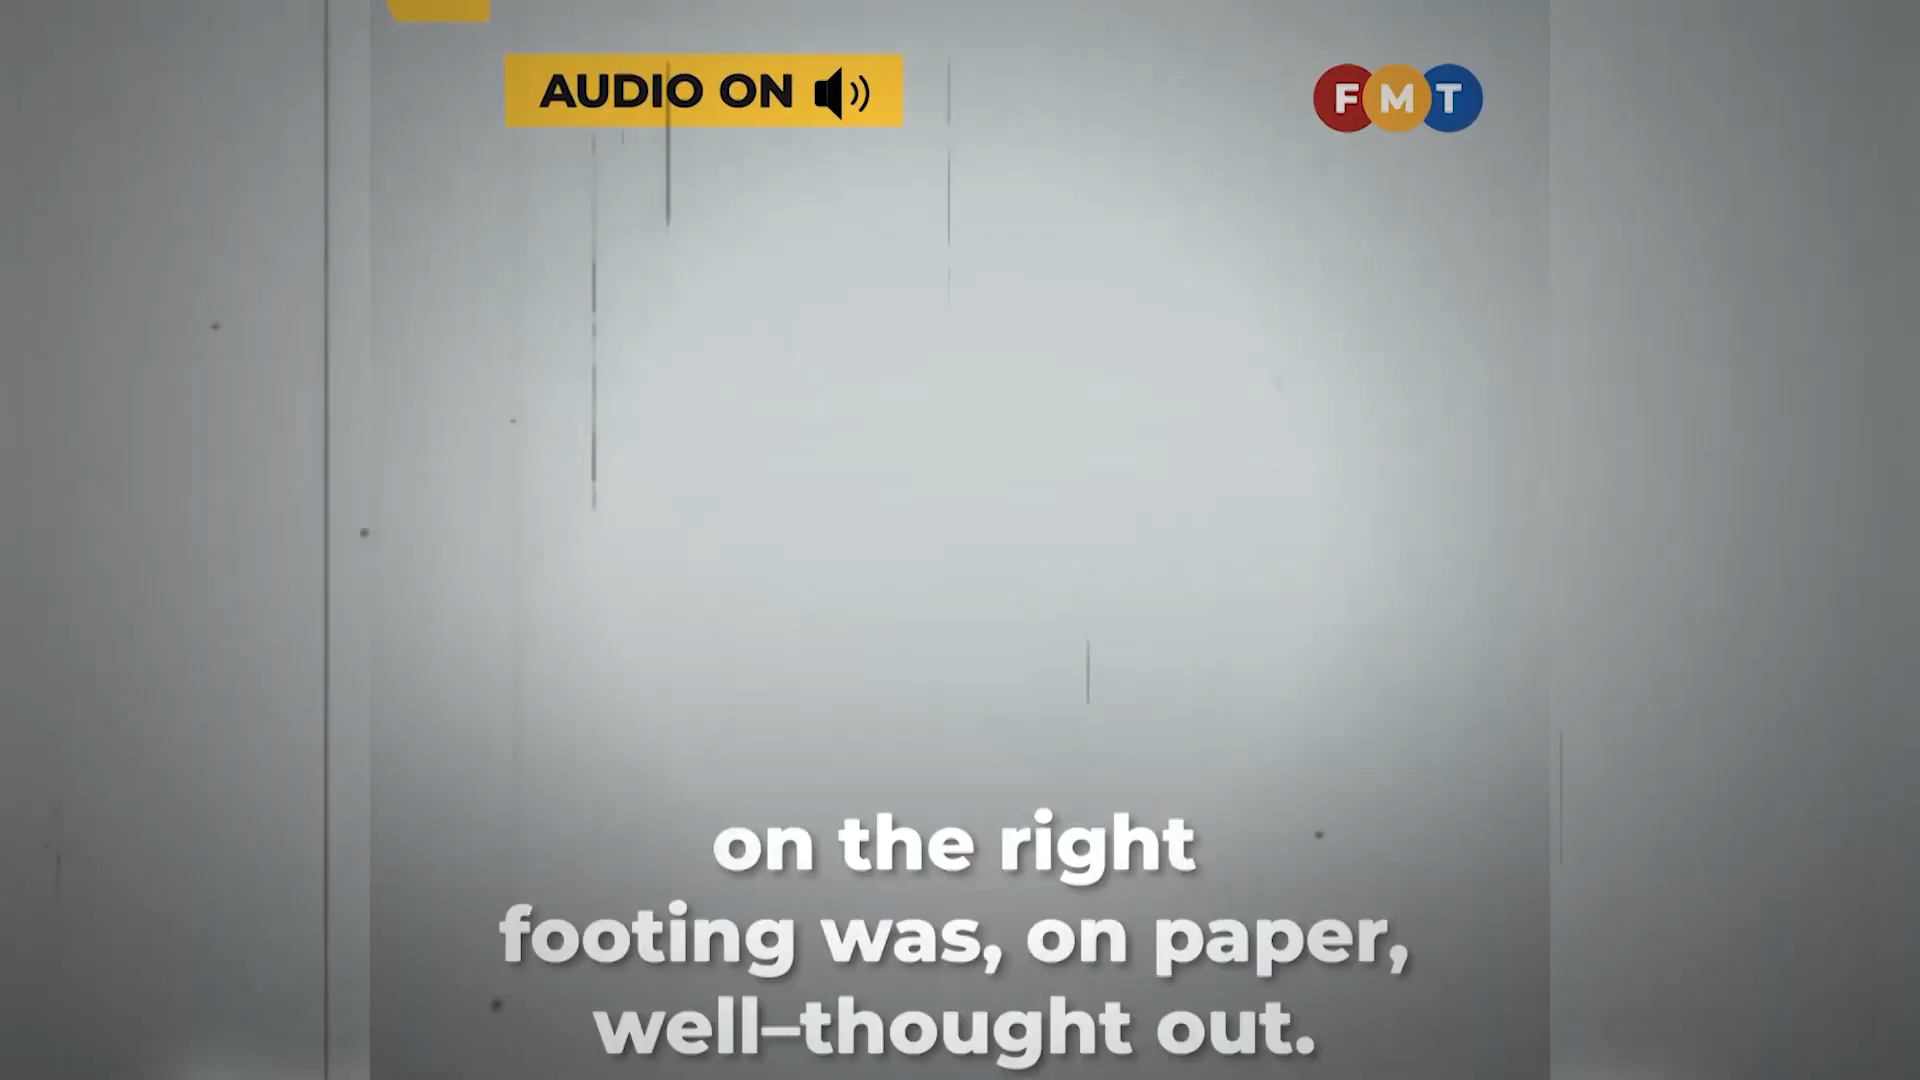 AUDIO ON
FMT
on the right
footing was, on paper,
well–thought out.